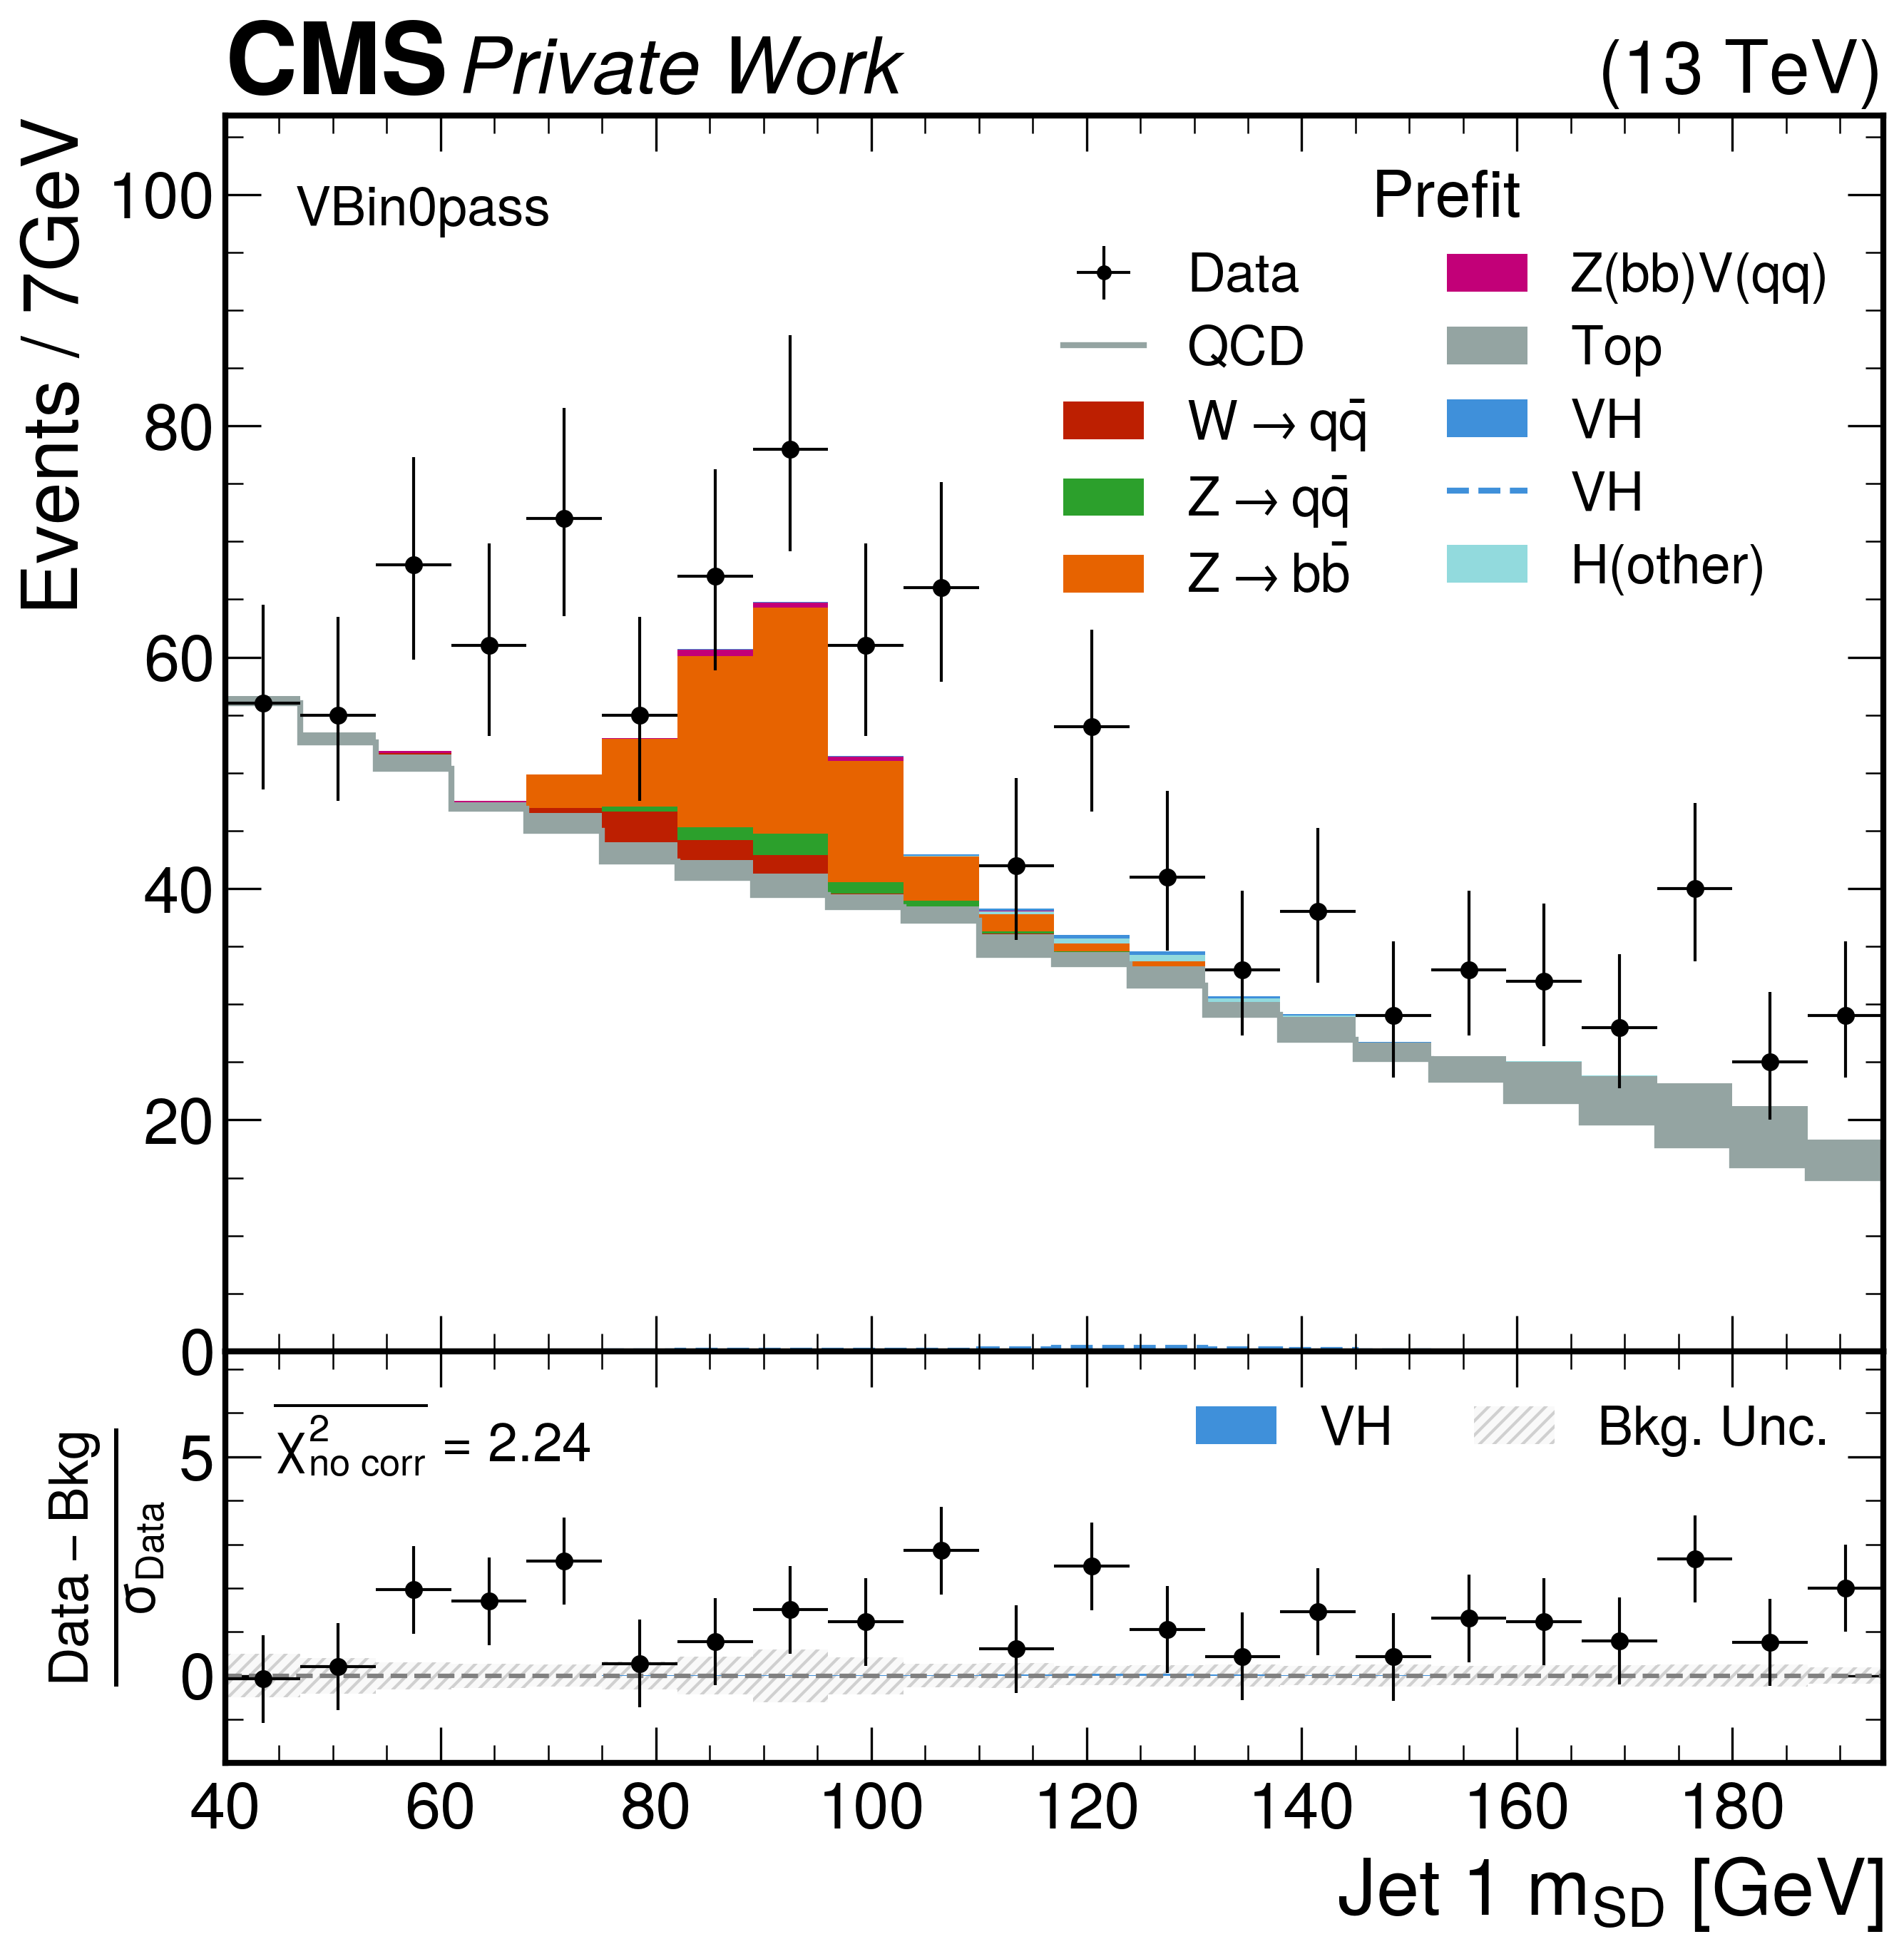 CMS Private Work (13 TeV)
Events / 7GeV
100
80
60
40
20
0
VBin0pass
Prefit
Data
QCD
W → qq̄
Z → qq̄
Z → bb̄
Z(bb)V(qq)
Top
VH
VH
H(other)
Data − Bkg
σData
5
0
χ²no corr = 2.24
VH
Bkg. Unc.
40 60 80 100 120 140 160 180
Jet 1 mSD [GeV]